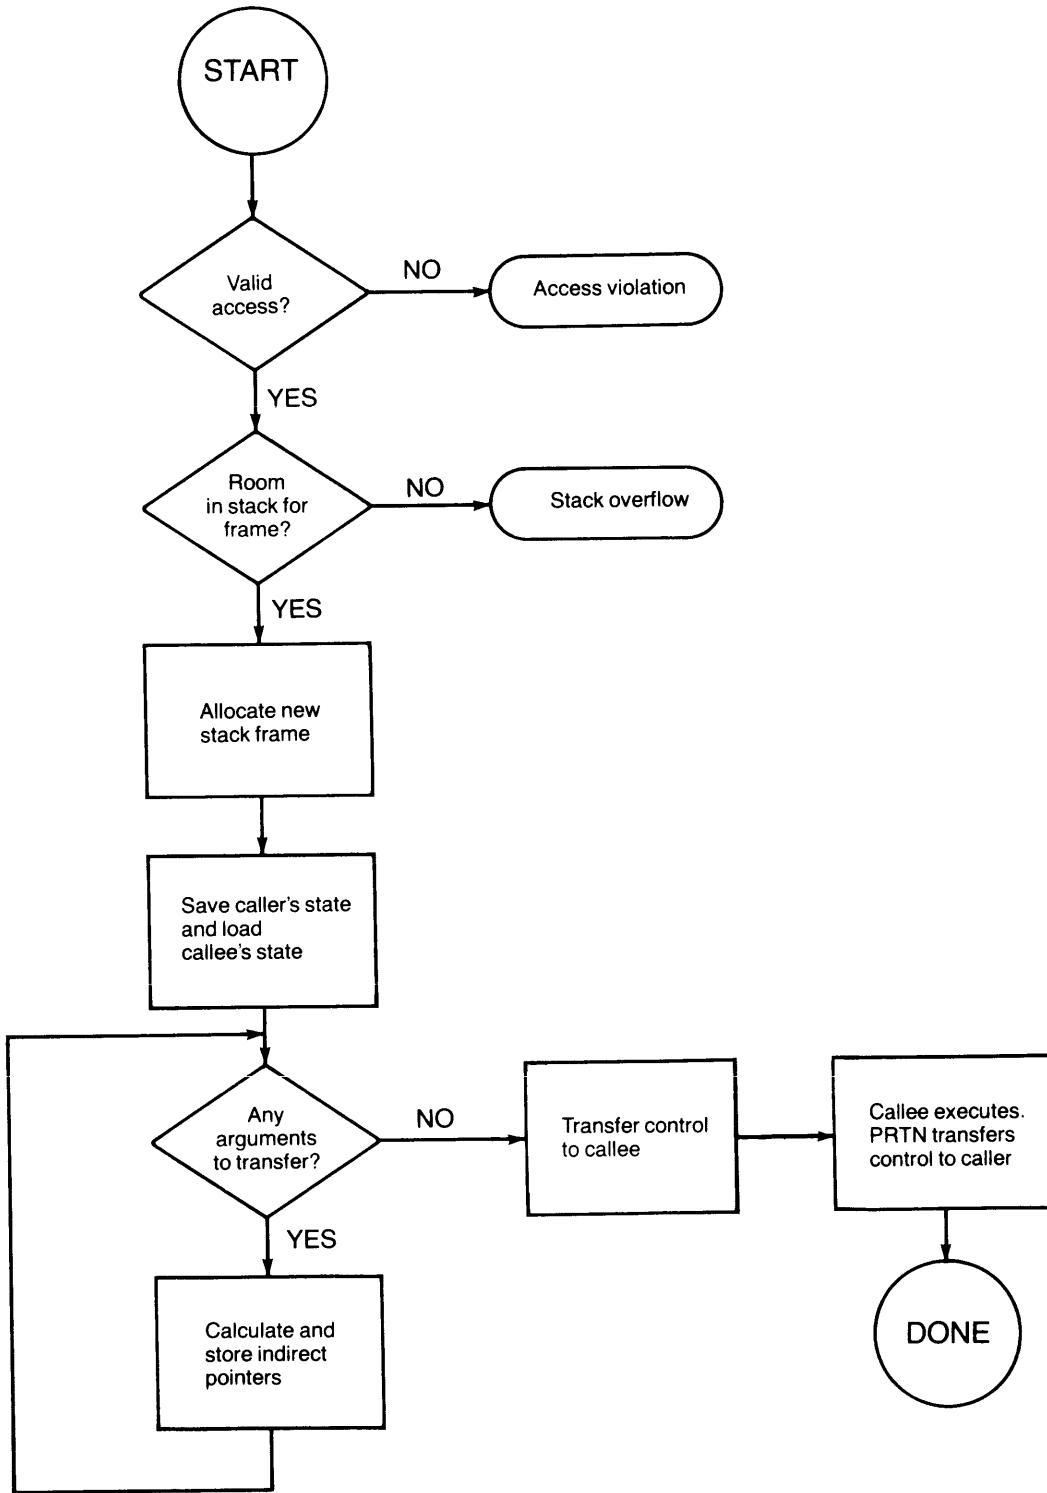 START
Valid
access?
NO
Access violation
YES
Room
in stack for
frame?
NO
Stack overflow
YES
Allocate new
stack frame
Save caller's state
and load
callee's state
Any
arguments
to transfer?
NO
Transfer control
to callee
Callee executes.
PRTN transfers
control to caller
YES
Calculate and
store indirect
pointers
DONE